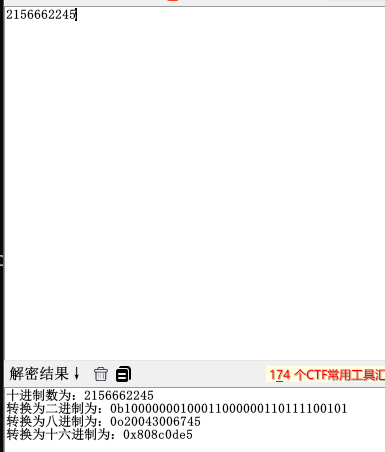 2156662245
解密结果↓
174 个CTF常用工具汇
十进制数为：2156662245
转换为二进制为：0b10000000100011000000110111100101
转换为八进制为：0o20043006745
转换为十六进制为：0x808c0de5